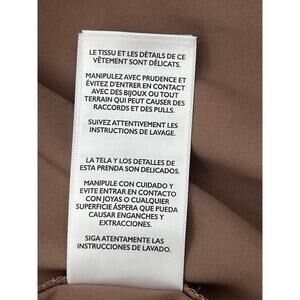 LE TISSU ET LES DÉTAILS DE CE
VÊTEMENT SONT DÉLICATS.
MANIPULEZ AVEC PRUDENCE ET
ÉVITEZ D'ENTRER EN CONTACT
AVEC DES BIJOUX OU TOUT
TERRAIN QUI PEUT CAUSER DES
RACCORDS ET DES PULLS.
SUIVEZ ATTENTIVEMENT LES
INSTRUCTIONS DE LAVAGE.
LA TELA Y LOS DETALLES DE
ESTA PRENDA SON DELICADOS.
MANIPULE CON CUIDADO Y
EVITE ENTRAR EN CONTACTO
CON JOYAS O CUALQUIER
SUPERFICIE ÁSPERA QUE PUEDA
CAUSAR ENGANCHES Y
EXTRACCIONES.
SIGA ATENTAMENTE LAS
INSTRUCCIONES DE LAVADO.